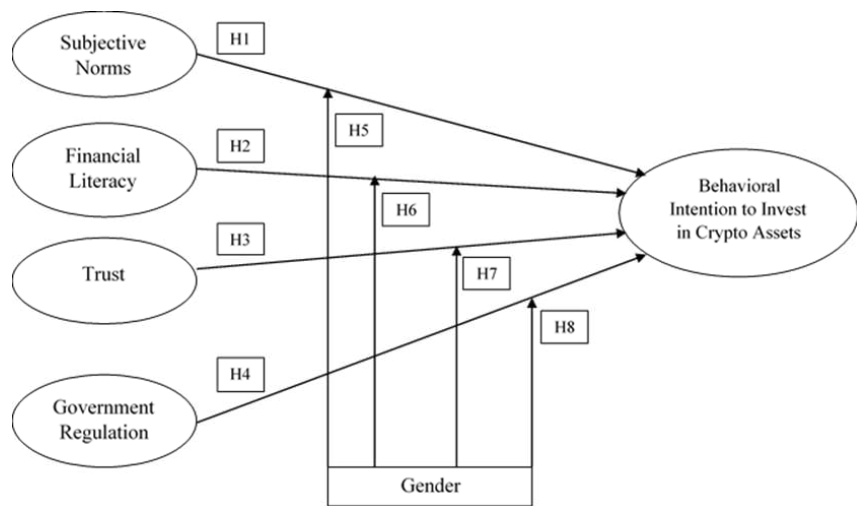 Subjective
Norms
H1
Financial
Literacy
H2
H5
Behavioral
Intention to Invest
in Crypto Assets
H6
Trust
H3
H7
H8
Government
Regulation
H4
Gender